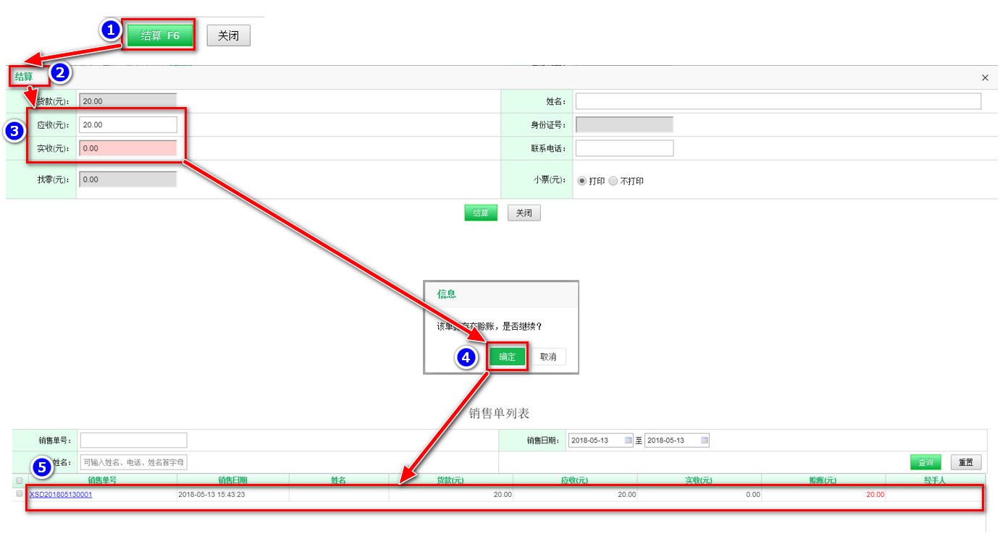 1
结算 F6 关闭
结算 2
货款(元)： 20.00 姓名：
3 应收(元)： 20.00 身份证号：
实收(元)： 0.00 联系电话：
找零(元)： 0.00 小票(元)： 打印 不打印
结算 关闭
信息
该单据存在赊账，是否继续？
4 确定 取消
销售单列表
销售单号： 销售日期： 2018-05-13 至 2018-05-13
5 姓名： 可输入姓名、电话、姓名首字母 查询 重置
销售单号 销售日期 姓名 货款(元) 应收(元) 实收(元) 赊账(元) 经手人
XSD201805130001 2018-05-13 15:43:23 20.00 20.00 0.00 20.00